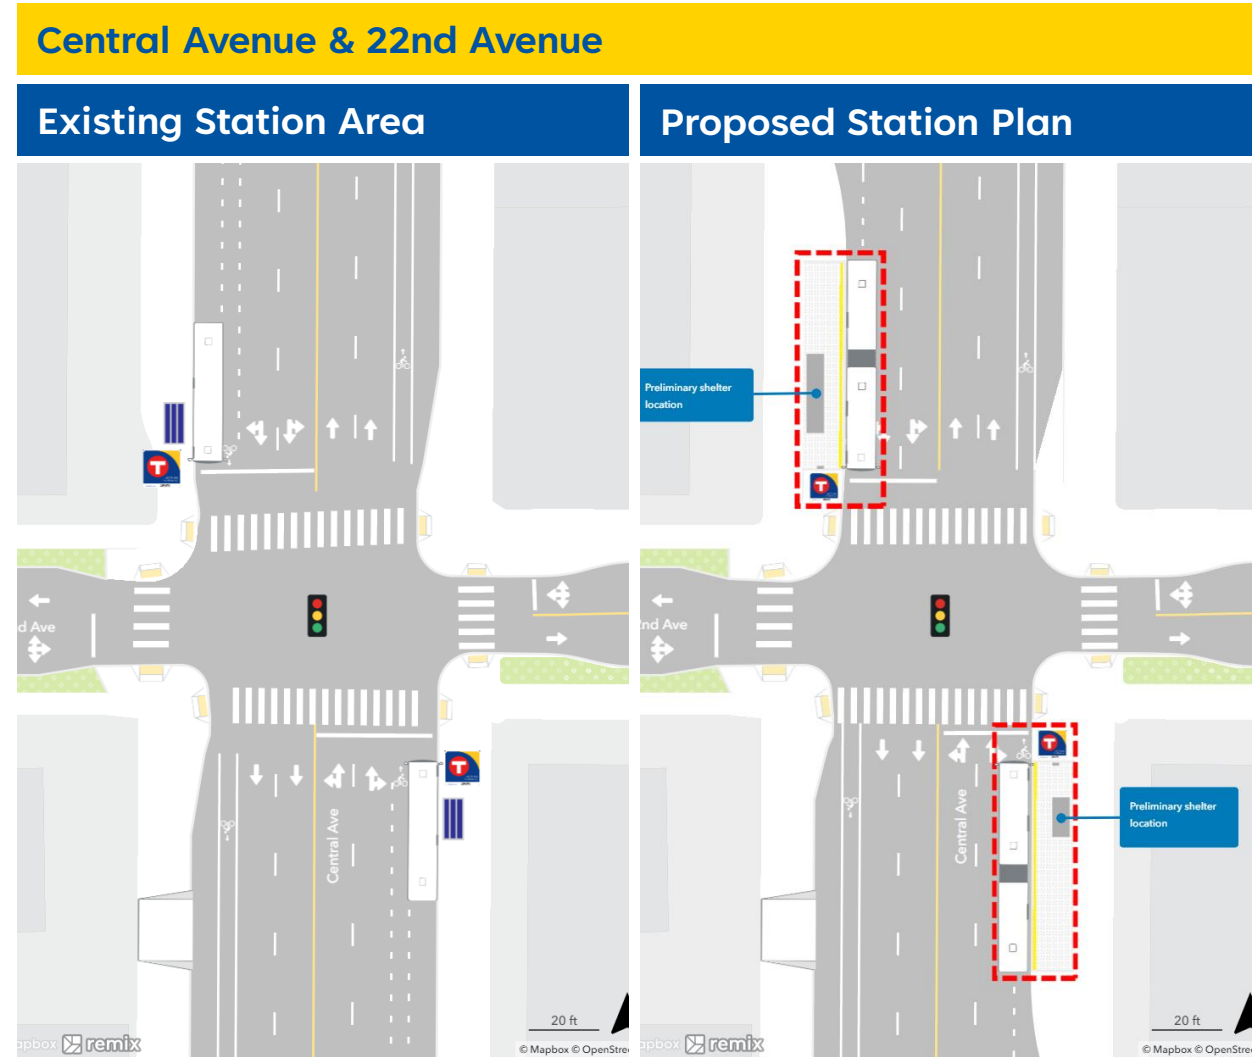 Central Avenue & 22nd Avenue
Existing Station Area
Proposed Station Plan
T
d Ave
Central Ave
T
20 ft
apbox remix
© Mapbox © OpenStre
Preliminary shelter
location
T
nd Ave
T
Central Ave
Preliminary shelter
location
20 ft
apbox remix
© Mapbox © OpenStre